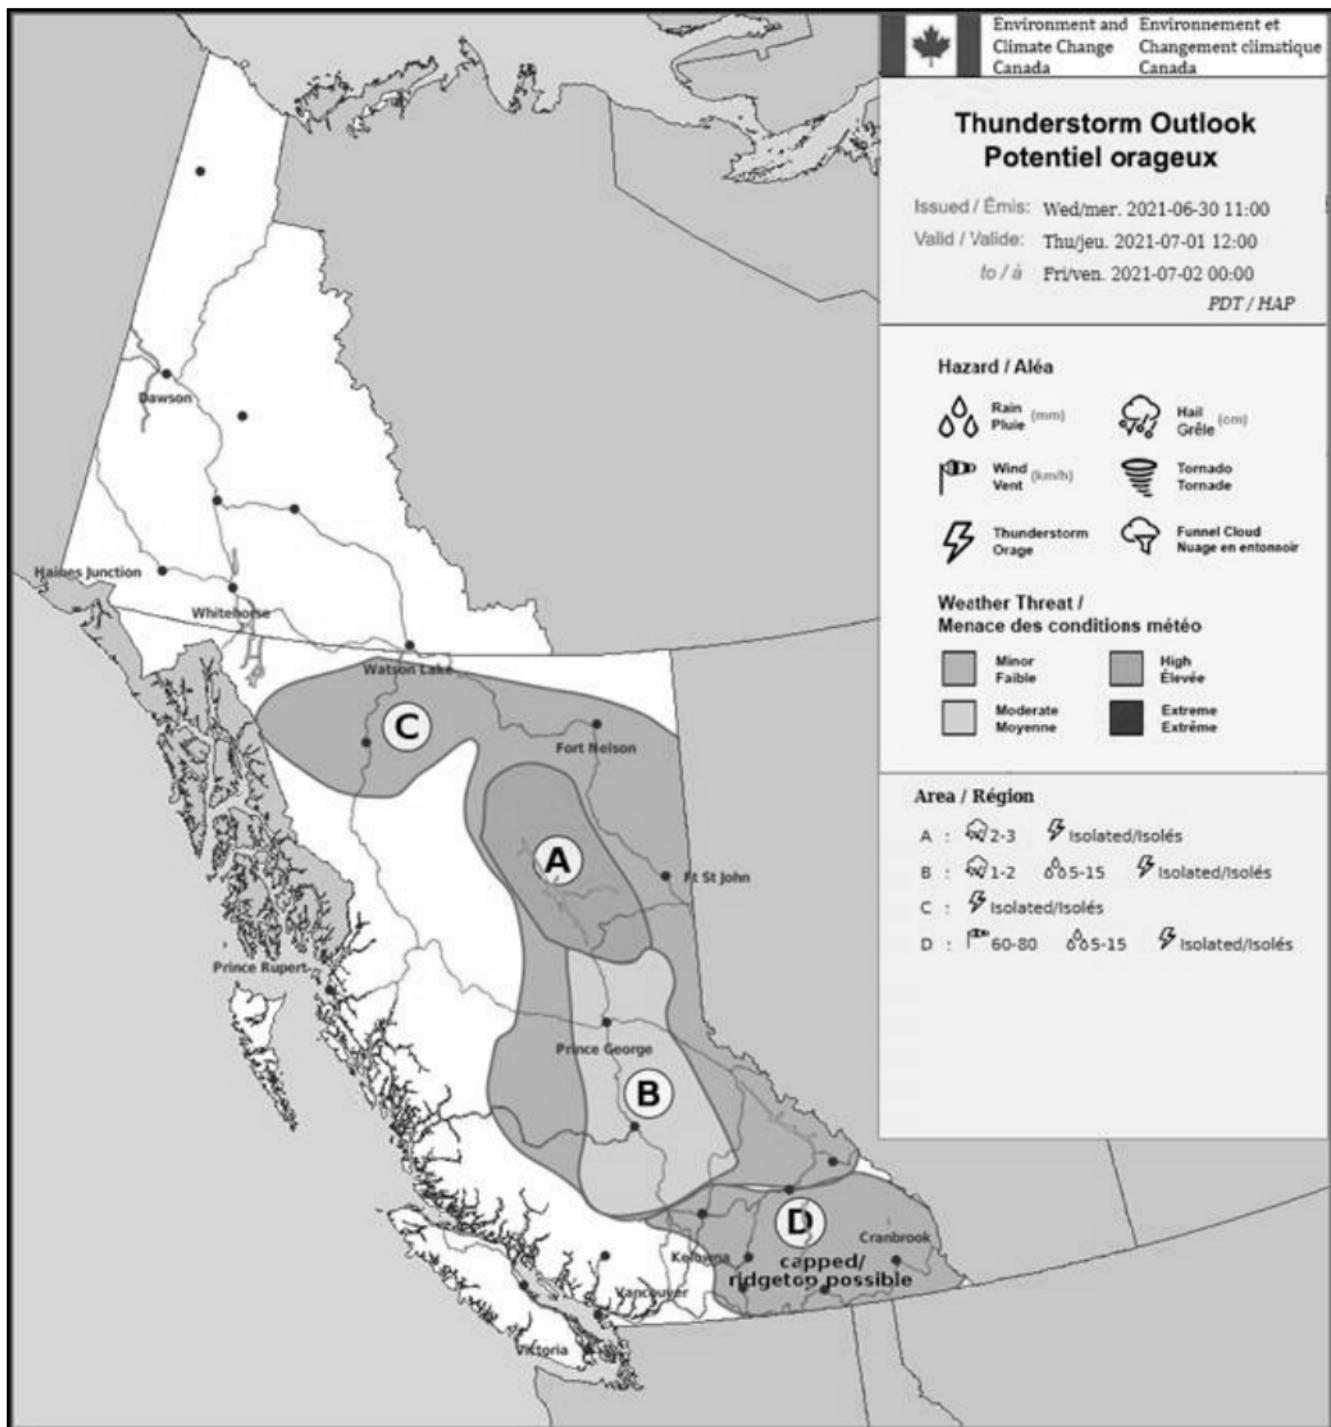 Environment and Environnement et
Climate Change Changement climatique
Canada Canada
Thunderstorm Outlook
Potentiel orageux
Issued / Émis: Wed/mer. 2021-06-30 11:00
Valid / Valide: Thu/jeu. 2021-07-01 12:00
to / à Fri/ven. 2021-07-02 00:00
PDT / HAP
Hazard / Aléa
Rain Pluie (mm)
Hail Grêle (cm)
Wind Vent (km/h)
Tornado Tornade
Thunderstorm Orage
Funnel Cloud Nuage en entonnoir
Weather Threat /
Menace des conditions météo
Minor Faible
High Élevée
Moderate Moyenne
Extreme Extrême
Area / Région
A : 2-3 Isolated/Isolés
B : 1-2 5-15 Isolated/Isolés
C : Isolated/Isolés
D : 60-80 5-15 Isolated/Isolés
Dawson
Haines Junction
Whitehorse
Watson Lake
C
Fort Nelson
A
Ft St John
Prince Rupert
Prince George
B
D
Cranbrook
Kelowna
capped/
ridgetop possible
Vancouver
Victoria